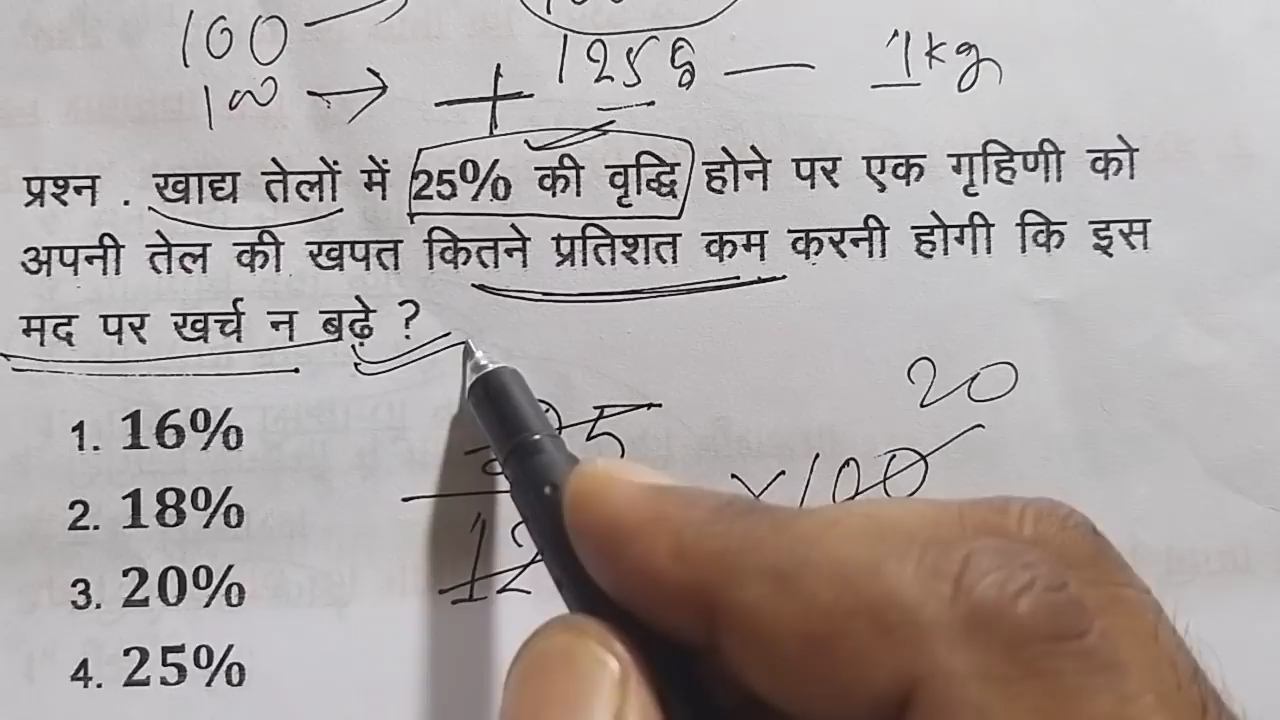 100
100 → + 125 — 1kg
प्रश्न . खाद्य तेलों में 25% की वृद्धि होने पर एक गृहिणी को
अपनी तेल की खपत कितने प्रतिशत कम करनी होगी कि इस
मद पर खर्च न बढ़े ?
20
×100
1. 16%
2. 18%
3. 20%
4. 25%